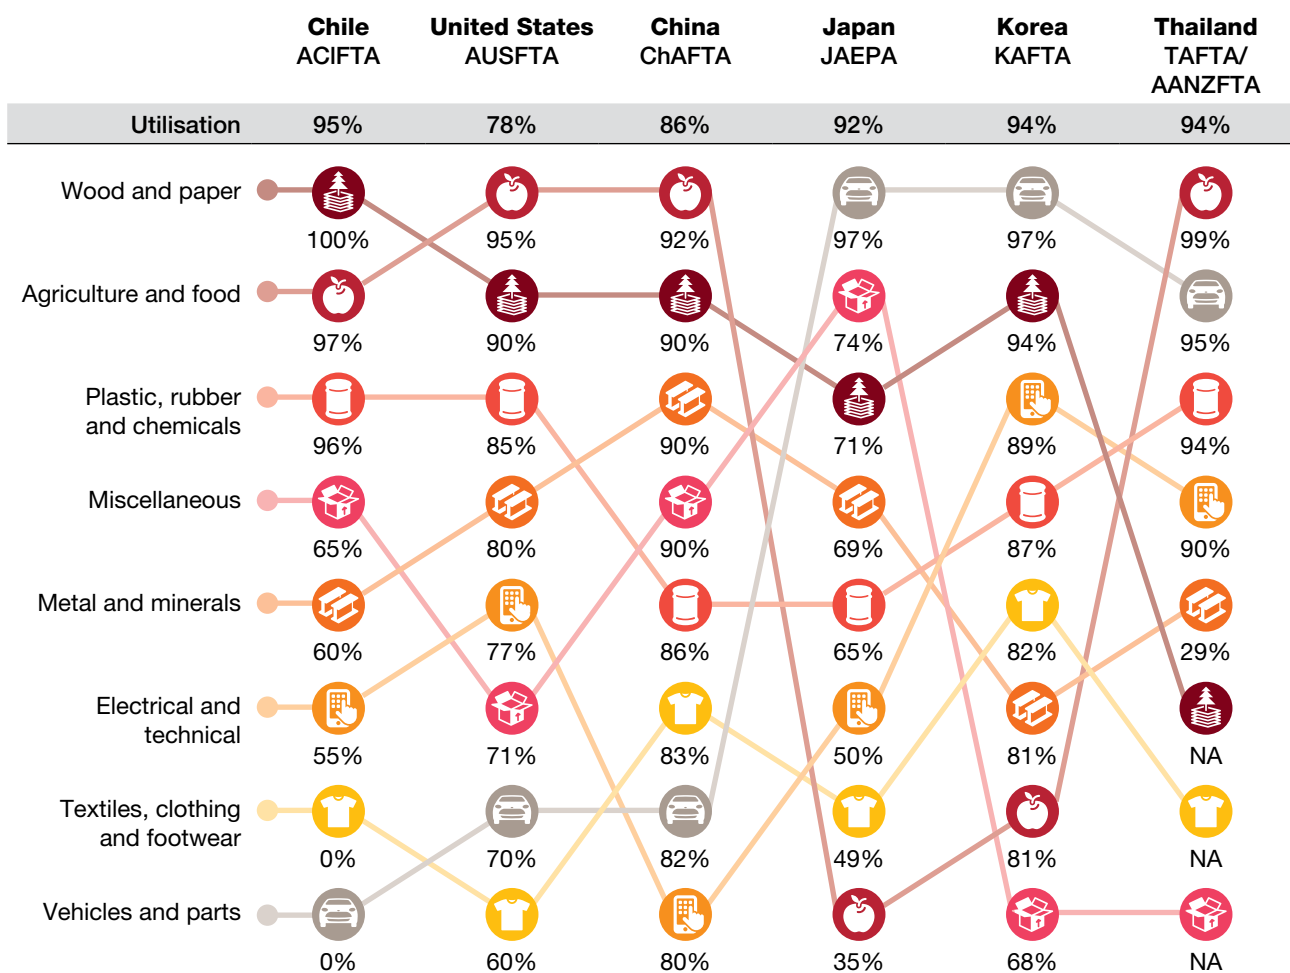 Chile United States China Japan Korea Thailand
ACIFTA AUSFTA ChAFTA JAEPA KAFTA TAFTA/
AANZFTA
Utilisation 95% 78% 86% 92% 94% 94%
Wood and paper
100% 95% 92% 97% 97% 99%
Agriculture and food
97% 90% 90% 74% 94% 95%
Plastic, rubber
and chemicals
96% 85% 90% 71% 89% 94%
Miscellaneous
65% 80% 90% 69% 87% 90%
Metal and minerals
60% 77% 86% 65% 82% 29%
Electrical and
technical
55% 71% 83% 50% 81% NA
Textiles, clothing
and footwear
0% 70% 82% 49% 81% NA
Vehicles and parts
0% 60% 80% 35% 68% NA